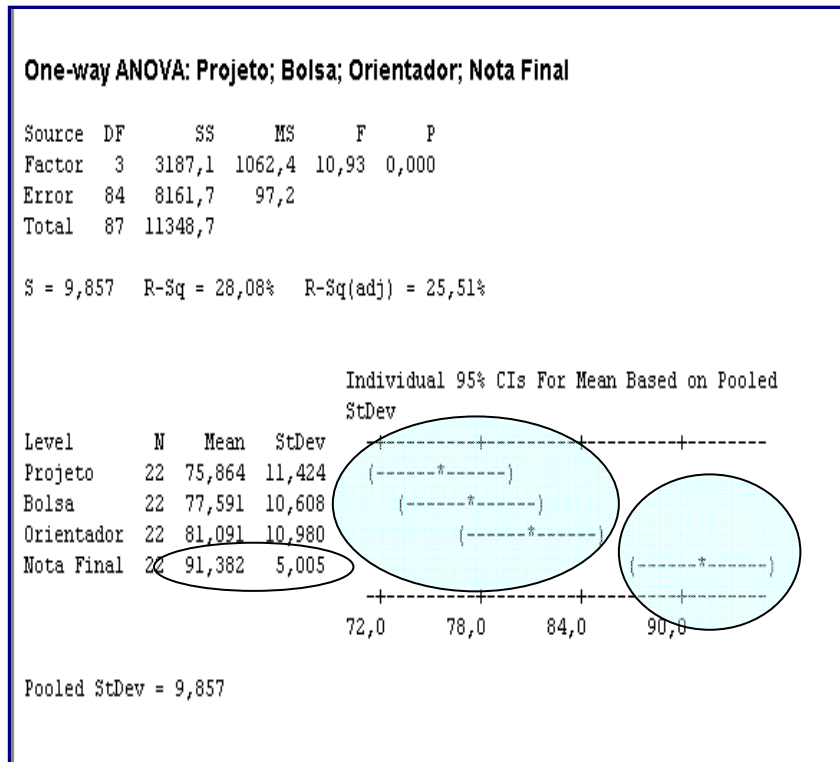 One-way ANOVA: Projeto; Bolsa; Orientador; Nota Final
Source DF SS MS F P
Factor 3 3187,1 1062,4 10,93 0,000
Error 84 8161,7 97,2
Total 87 11348,7
S = 9,857 R-Sq = 28,08% R-Sq(adj) = 25,51%
Individual 95% CIs For Mean Based on Pooled
StDev
Level N Mean StDev -+---------+---------+---------+--------
Projeto 22 75,864 11,424 (------*------)
Bolsa 22 77,591 10,608 (------*------)
Orientador 22 81,091 10,980 (------*------)
Nota Final 22 91,382 5,005 (------*------)
-+---------+---------+---------+--------
72,0 78,0 84,0 90,0
Pooled StDev = 9,857